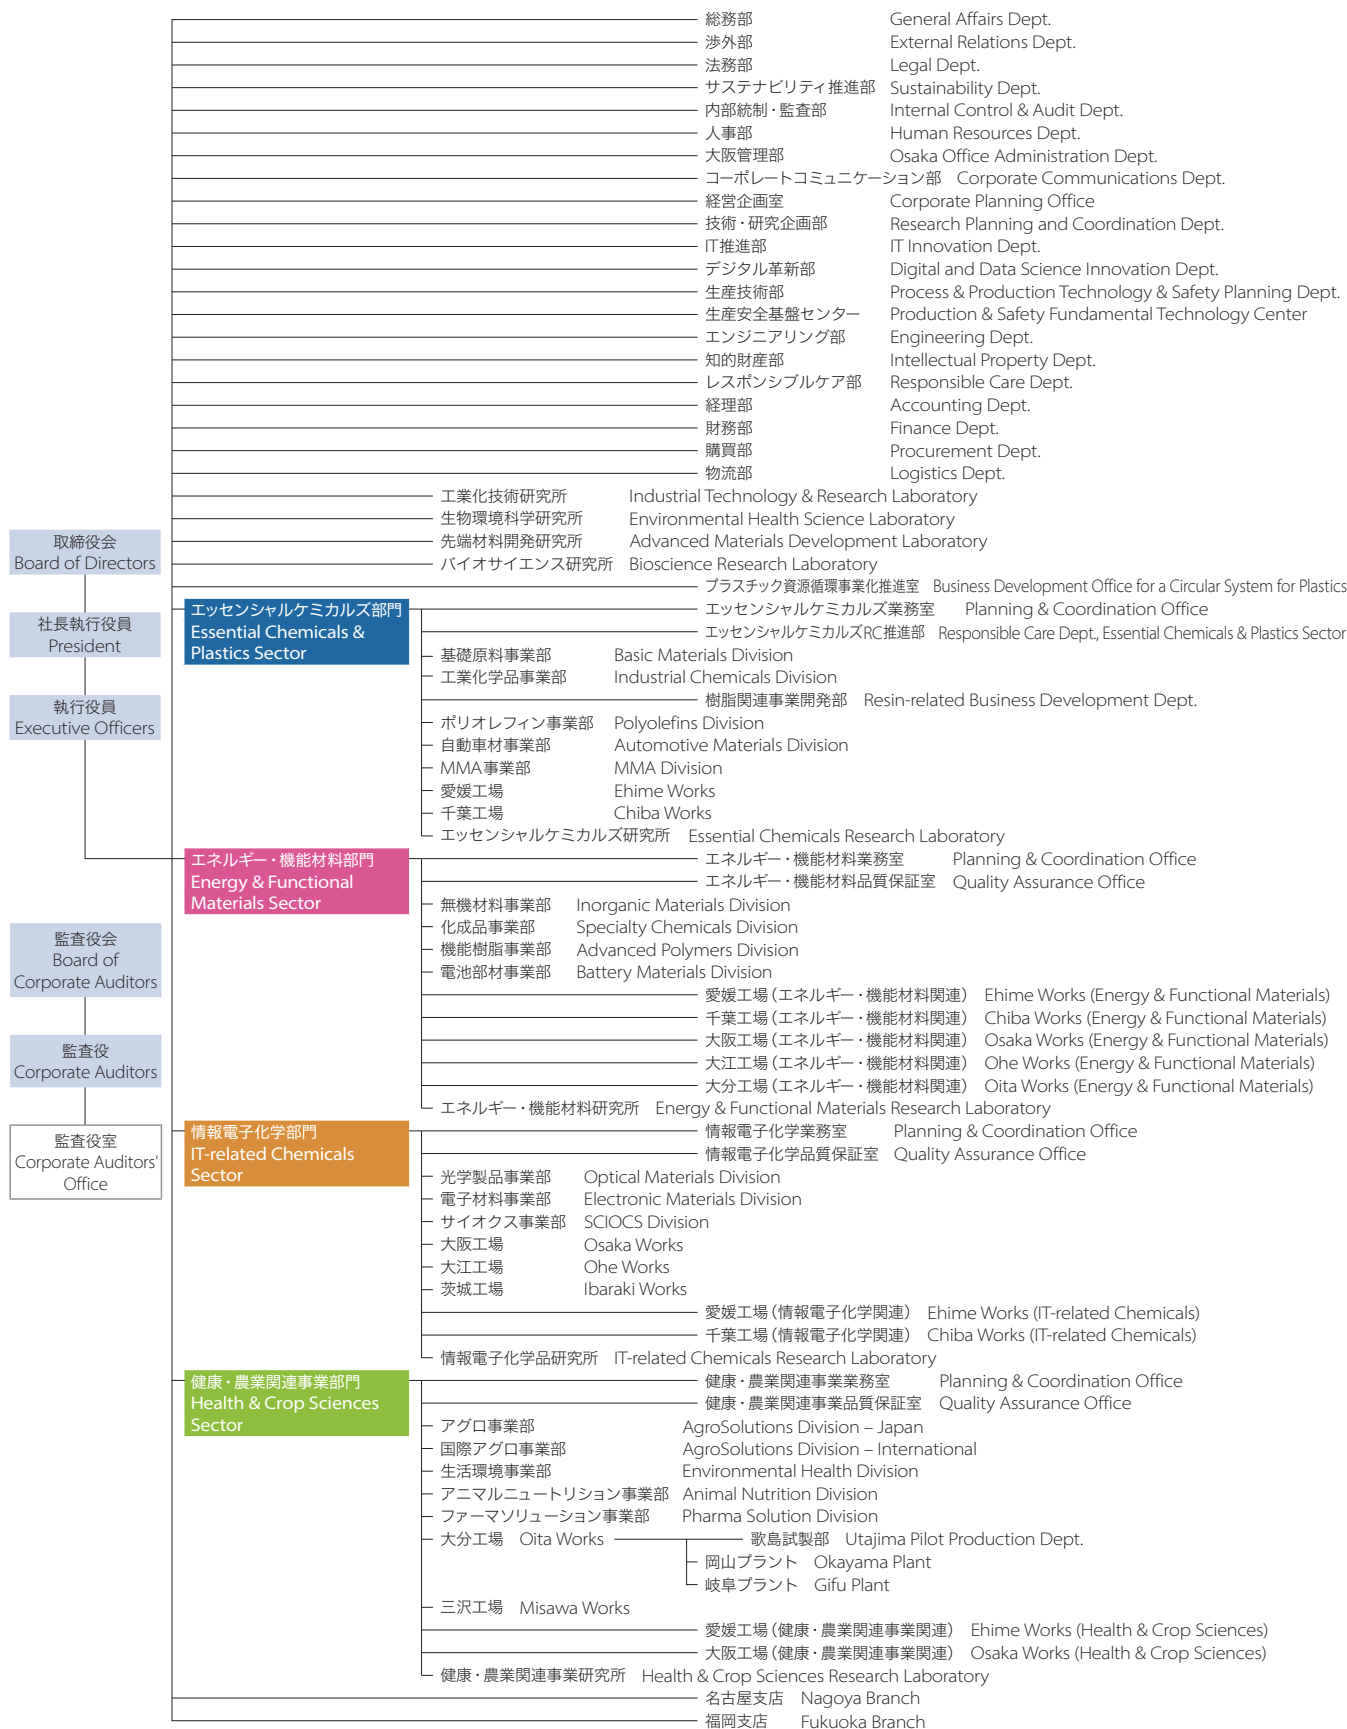 総務部 General Affairs Dept.
渉外部 External Relations Dept.
法務部 Legal Dept.
サステナビリティ推進部 Sustainability Dept.
内部統制・監査部 Internal Control & Audit Dept.
人事部 Human Resources Dept.
大阪管理部 Osaka Office Administration Dept.
コーポレートコミュニケーション部 Corporate Communications Dept.
経営企画室 Corporate Planning Office
技術・研究企画部 Research Planning and Coordination Dept.
IT推進部 IT Innovation Dept.
デジタル革新部 Digital and Data Science Innovation Dept.
生産技術部 Process & Production Technology & Safety Planning Dept.
生産安全基盤センター Production & Safety Fundamental Technology Center
エンジニアリング部 Engineering Dept.
知的財産部 Intellectual Property Dept.
レスポンシブルケア部 Responsible Care Dept.
経理部 Accounting Dept.
財務部 Finance Dept.
購買部 Procurement Dept.
物流部 Logistics Dept.
工業化技術研究所 Industrial Technology & Research Laboratory
生物環境科学研究所 Environmental Health Science Laboratory
先端材料開発研究所 Advanced Materials Development Laboratory
バイオサイエンス研究所 Bioscience Research Laboratory
プラスチック資源循環事業化推進室 Business Development Office for a Circular System for Plastics
取締役会
Board of Directors
社長執行役員
President
執行役員
Executive Officers
監査役会
Board of
Corporate Auditors
監査役
Corporate Auditors
監査役室
Corporate Auditors'
Office
エッセンシャルケミカルズ部門
Essential Chemicals &
Plastics Sector
エッセンシャルケミカルズ業務室 Planning & Coordination Office
エッセンシャルケミカルズRC推進部 Responsible Care Dept., Essential Chemicals & Plastics Sector
基礎原料事業部 Basic Materials Division
工業化学品事業部 Industrial Chemicals Division
樹脂関連事業開発部 Resin-related Business Development Dept.
ポリオレフィン事業部 Polyolefins Division
自動車材事業部 Automotive Materials Division
MMA事業部 MMA Division
愛媛工場 Ehime Works
千葉工場 Chiba Works
エッセンシャルケミカルズ研究所 Essential Chemicals Research Laboratory
エネルギー・機能材料部門
Energy & Functional
Materials Sector
エネルギー・機能材料業務室 Planning & Coordination Office
エネルギー・機能材料品質保証室 Quality Assurance Office
無機材料事業部 Inorganic Materials Division
化成品事業部 Specialty Chemicals Division
機能樹脂事業部 Advanced Polymers Division
電池部材事業部 Battery Materials Division
愛媛工場（エネルギー・機能材料関連） Ehime Works (Energy & Functional Materials)
千葉工場（エネルギー・機能材料関連） Chiba Works (Energy & Functional Materials)
大阪工場（エネルギー・機能材料関連） Osaka Works (Energy & Functional Materials)
大江工場（エネルギー・機能材料関連） Ohe Works (Energy & Functional Materials)
大分工場（エネルギー・機能材料関連） Oita Works (Energy & Functional Materials)
エネルギー・機能材料研究所 Energy & Functional Materials Research Laboratory
情報電子化学部門
IT-related Chemicals
Sector
情報電子化学業務室 Planning & Coordination Office
情報電子化学品質保証室 Quality Assurance Office
光学製品事業部 Optical Materials Division
電子材料事業部 Electronic Materials Division
サイオクス事業部 SCIOCS Division
大阪工場 Osaka Works
大江工場 Ohe Works
茨城工場 Ibaraki Works
愛媛工場（情報電子化学関連） Ehime Works (IT-related Chemicals)
千葉工場（情報電子化学関連） Chiba Works (IT-related Chemicals)
情報電子化学品研究所 IT-related Chemicals Research Laboratory
健康・農業関連事業部門
Health & Crop Sciences
Sector
健康・農業関連事業業務室 Planning & Coordination Office
健康・農業関連事業品質保証室 Quality Assurance Office
アグロ事業部 AgroSolutions Division – Japan
国際アグロ事業部 AgroSolutions Division – International
生活環境事業部 Environmental Health Division
アニマルニュートリション事業部 Animal Nutrition Division
ファーマソリューション事業部 Pharma Solution Division
大分工場 Oita Works 歌島試製部 Utajima Pilot Production Dept.
岡山プラント Okayama Plant
岐阜プラント Gifu Plant
三沢工場 Misawa Works
愛媛工場（健康・農業関連事業関連） Ehime Works (Health & Crop Sciences)
大阪工場（健康・農業関連事業関連） Osaka Works (Health & Crop Sciences)
健康・農業関連事業研究所 Health & Crop Sciences Research Laboratory
名古屋支店 Nagoya Branch
福岡支店 Fukuoka Branch